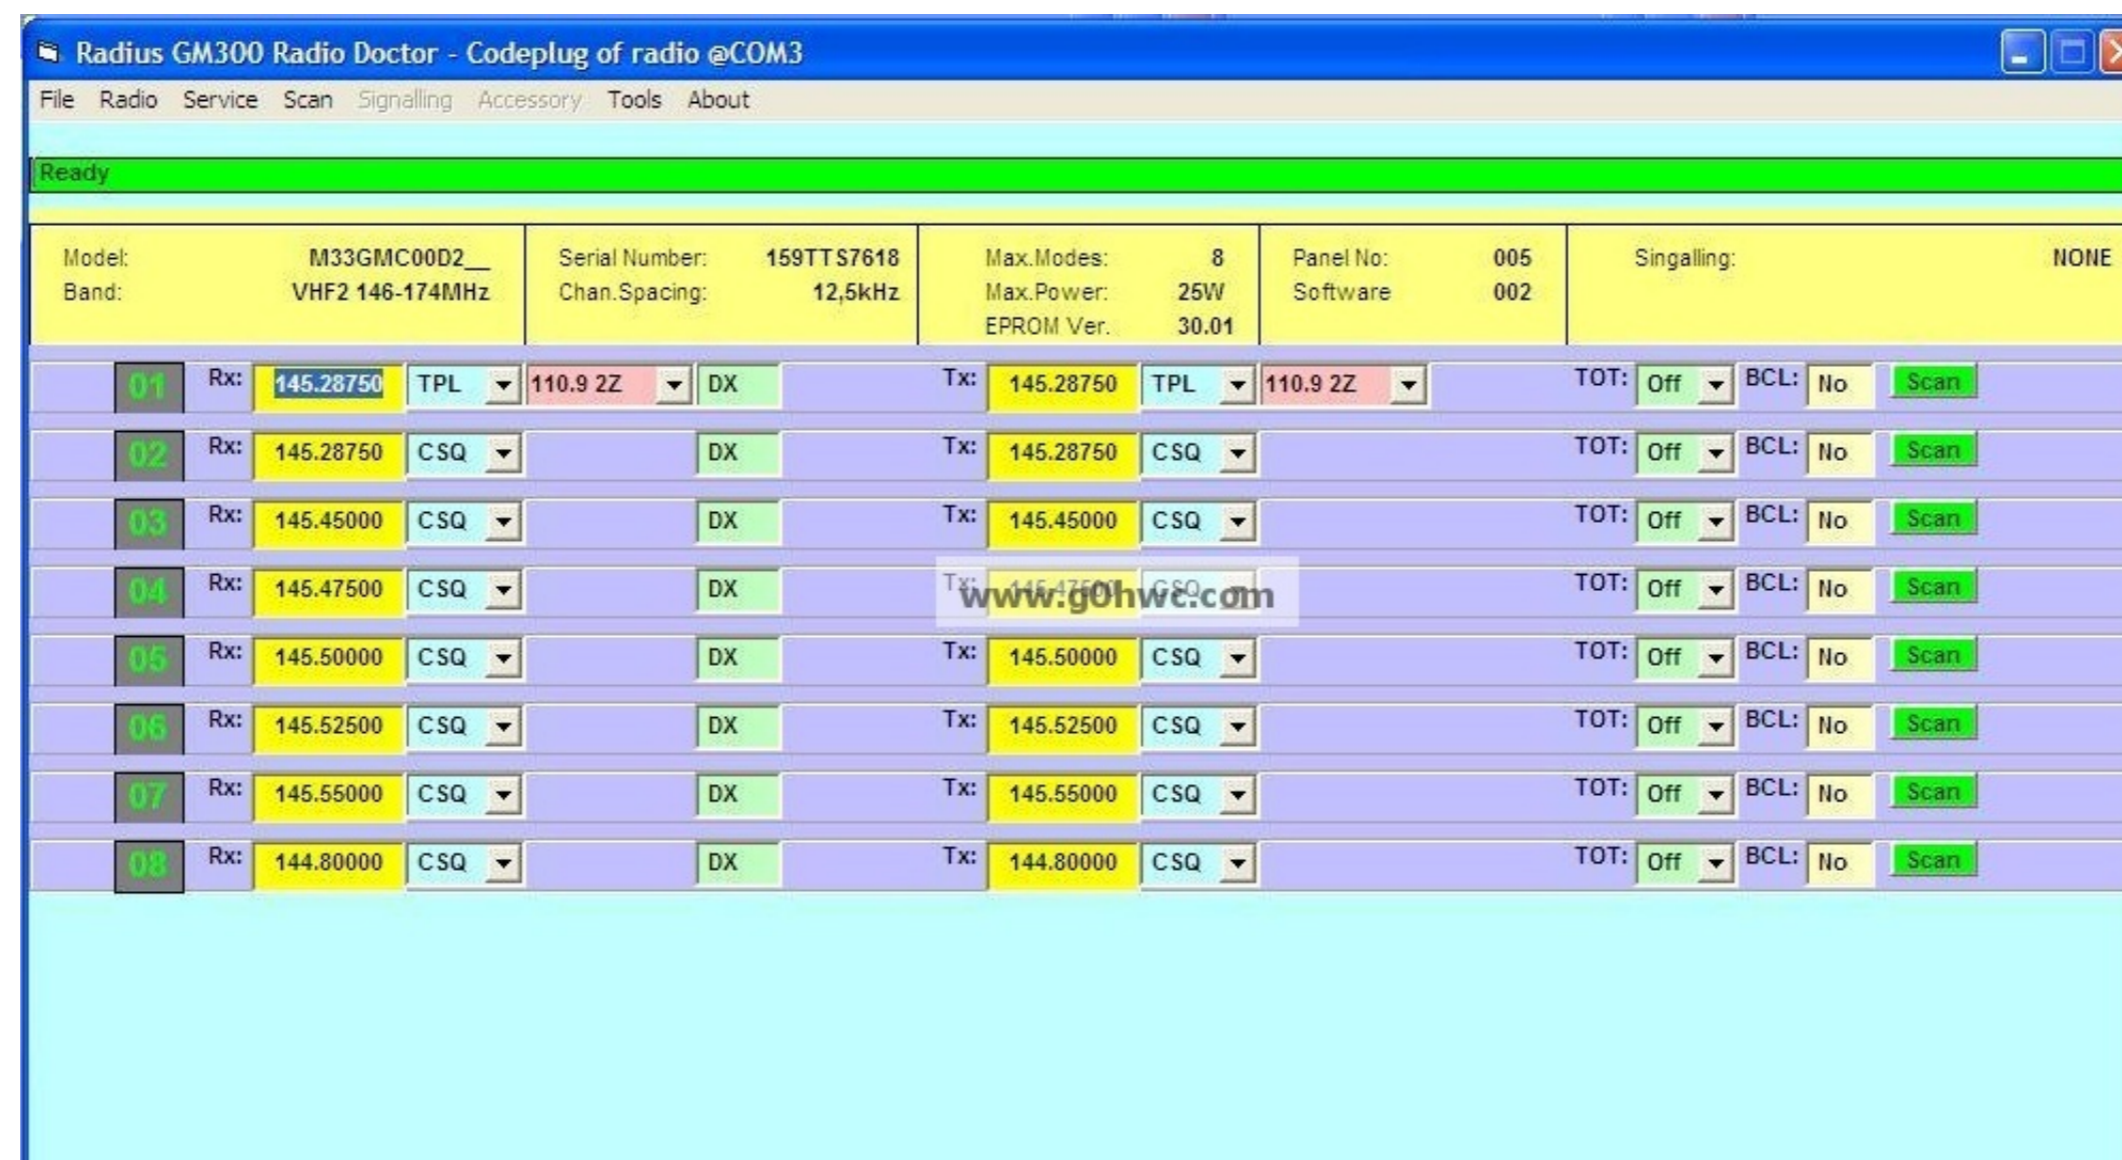 Radius GM300 Radio Doctor - Codeplug of radio @COM3
File Radio Service Scan Signalling Accessory Tools About
Ready
Model: M33GMC00D2__ Serial Number: 159TTS7618 Max.Modes: 8 Panel No: 005 Singalling: NONE
Band: VHF2 146-174MHz Chan.Spacing: 12,5kHz Max.Power: 25W Software 002
EPROM Ver. 30.01
01 Rx: 145.28750 TPL 110.9 2Z DX Tx: 145.28750 TPL 110.9 2Z TOT: Off BCL: No Scan
02 Rx: 145.28750 CSQ DX Tx: 145.28750 CSQ TOT: Off BCL: No Scan
03 Rx: 145.45000 CSQ DX Tx: 145.45000 CSQ TOT: Off BCL: No Scan
04 Rx: 145.47500 CSQ DX Tx: 145.47500 CSQ TOT: Off BCL: No Scan
www.g0hwc.com
05 Rx: 145.50000 CSQ DX Tx: 145.50000 CSQ TOT: Off BCL: No Scan
06 Rx: 145.52500 CSQ DX Tx: 145.52500 CSQ TOT: Off BCL: No Scan
07 Rx: 145.55000 CSQ DX Tx: 145.55000 CSQ TOT: Off BCL: No Scan
08 Rx: 144.80000 CSQ DX Tx: 144.80000 CSQ TOT: Off BCL: No Scan